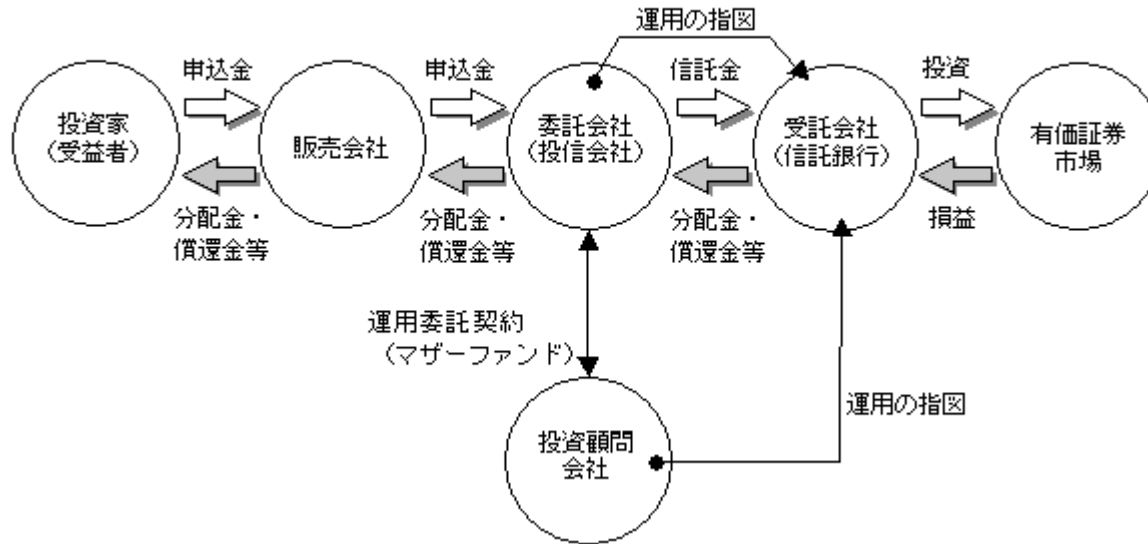 運用の指図
申込金
申込金
信託金
投資
投資家
（受益者）
販売会社
委託会社
（投信会社）
受託会社
（信託銀行）
有価証券
市場
分配金・
償還金等
分配金・
償還金等
分配金・
償還金等
損益
運用委託契約
（マザーファンド）
運用の指図
投資顧問
会社